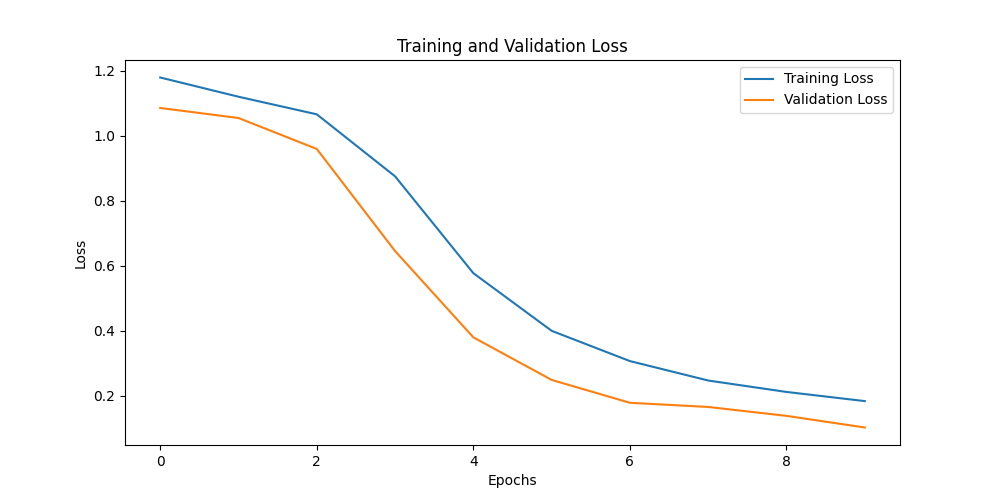 Training and Validation Loss
Training Loss
Validation Loss
1.2
1.0
0.8
0.6
0.4
0.2
Loss
0 2 4 6 8
Epochs